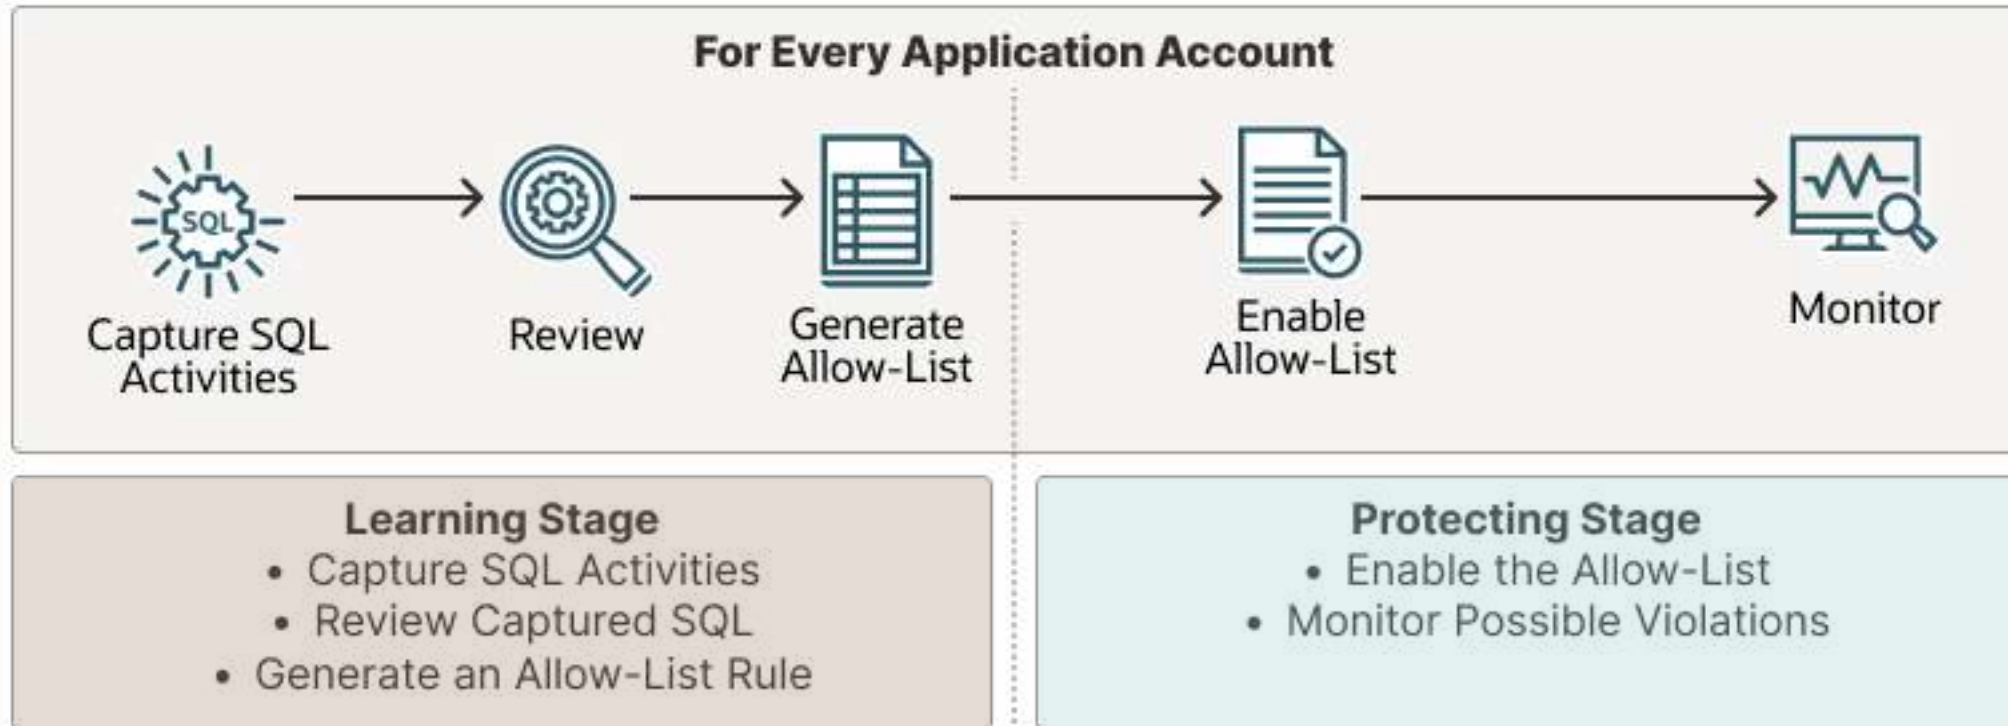 For Every Application Account
SQL
Capture SQL
Activities
Review
Generate
Allow-List
Enable
Allow-List
Monitor
Learning Stage
• Capture SQL Activities
• Review Captured SQL
• Generate an Allow-List Rule
Protecting Stage
• Enable the Allow-List
• Monitor Possible Violations